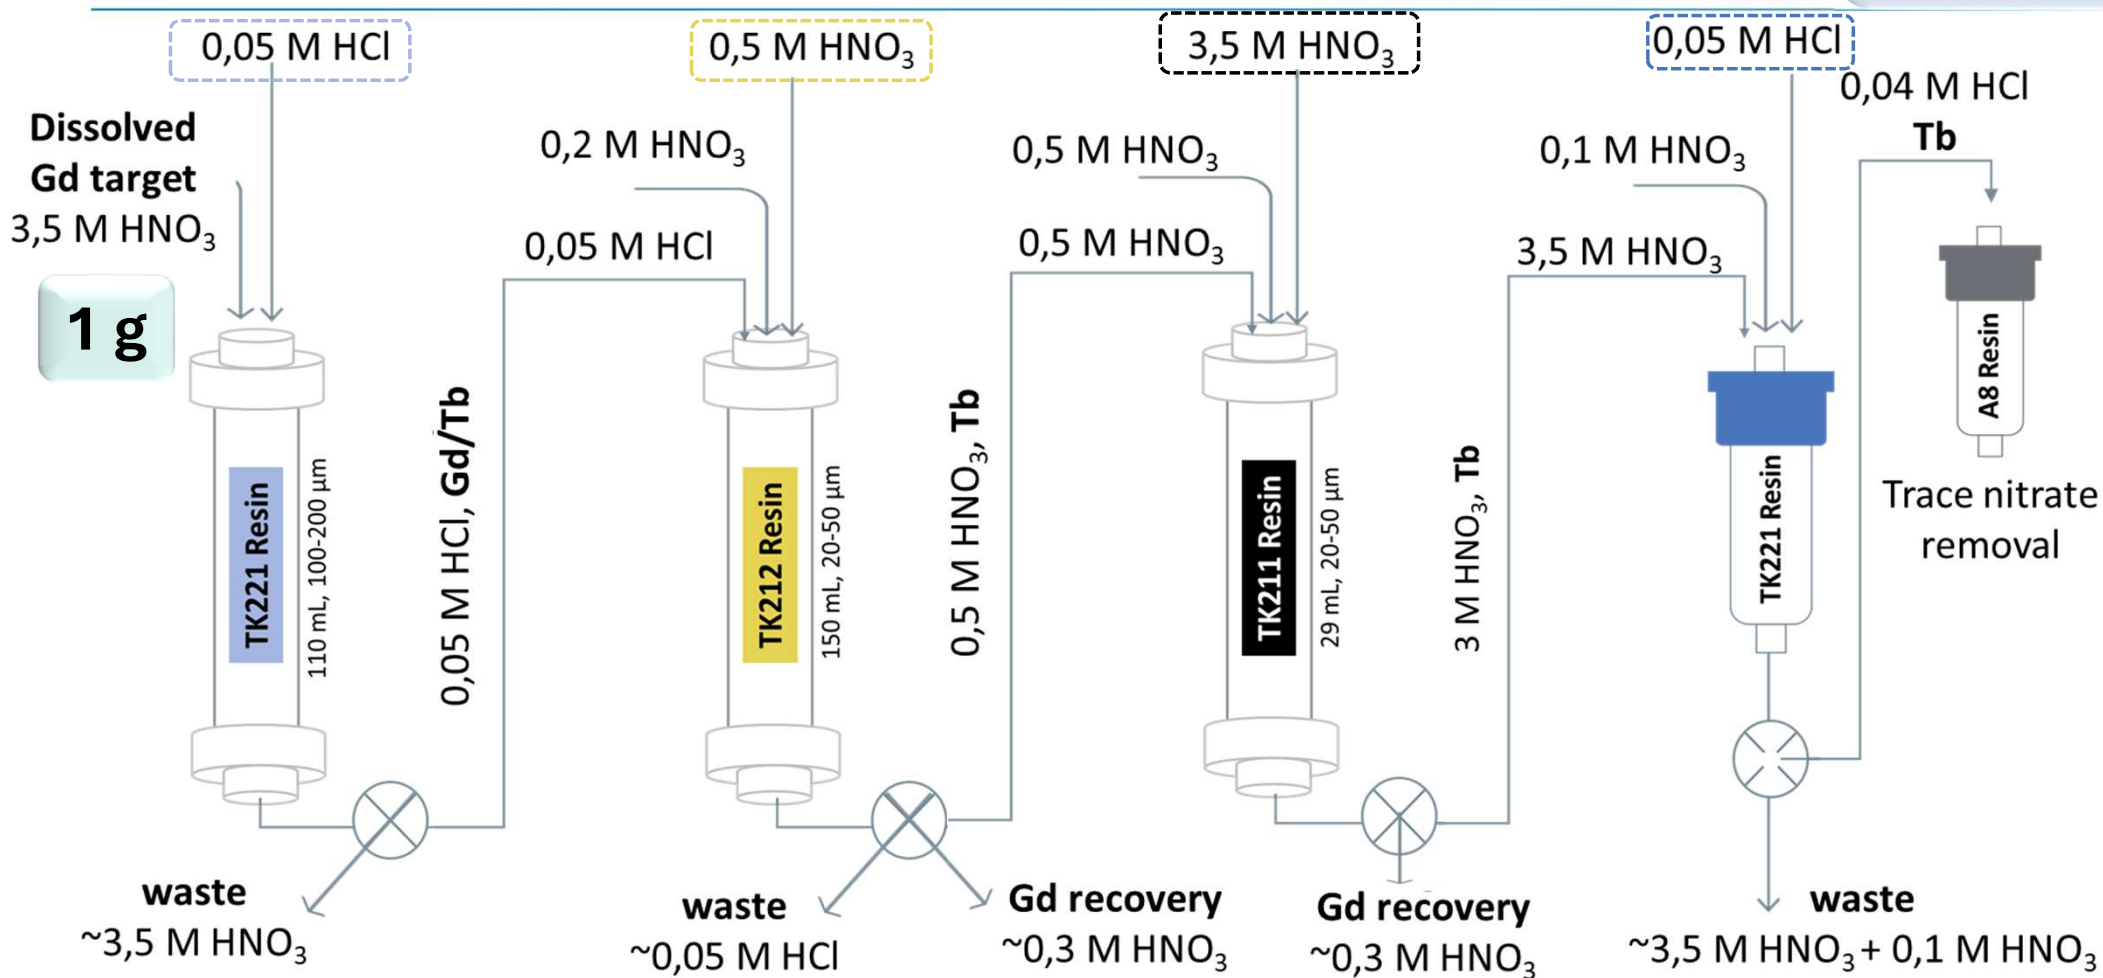 0,05 M HCl
Dissolved
Gd target
3,5 M HNO₃
1 g
TK221 Resin
110 mL, 100-200 µm
waste
~3,5 M HNO₃
0,05 M HCl, Gd/Tb
0,5 M HNO₃
0,2 M HNO₃
0,05 M HCl
TK212 Resin
150 mL, 20-50 µm
waste
~0,05 M HCl
Gd recovery
~0,3 M HNO₃
0,5 M HNO₃, Tb
3,5 M HNO₃
0,5 M HNO₃
0,5 M HNO₃
TK211 Resin
29 mL, 20-50 µm
Gd recovery
~0,3 M HNO₃
3 M HNO₃, Tb
0,05 M HCl
0,1 M HNO₃
3,5 M HNO₃
TK221 Resin
waste
~3,5 M HNO₃ + 0,1 M HNO₃
0,04 M HCl
Tb
A8 Resin
Trace nitrate
removal